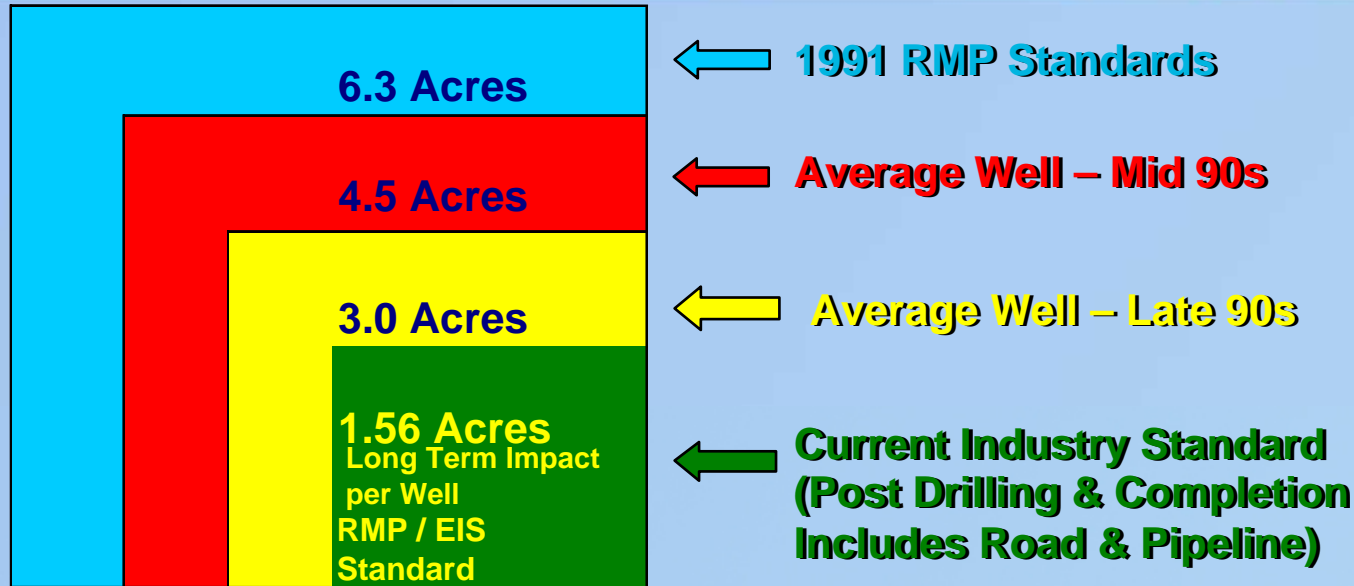 6.3 Acres
1991 RMP Standards
4.5 Acres
Average Well – Mid 90s
3.0 Acres
Average Well – Late 90s
1.56 Acres
Long Term Impact
per Well
RMP / EIS
Standard
Current Industry Standard
(Post Drilling & Completion
Includes Road & Pipeline)